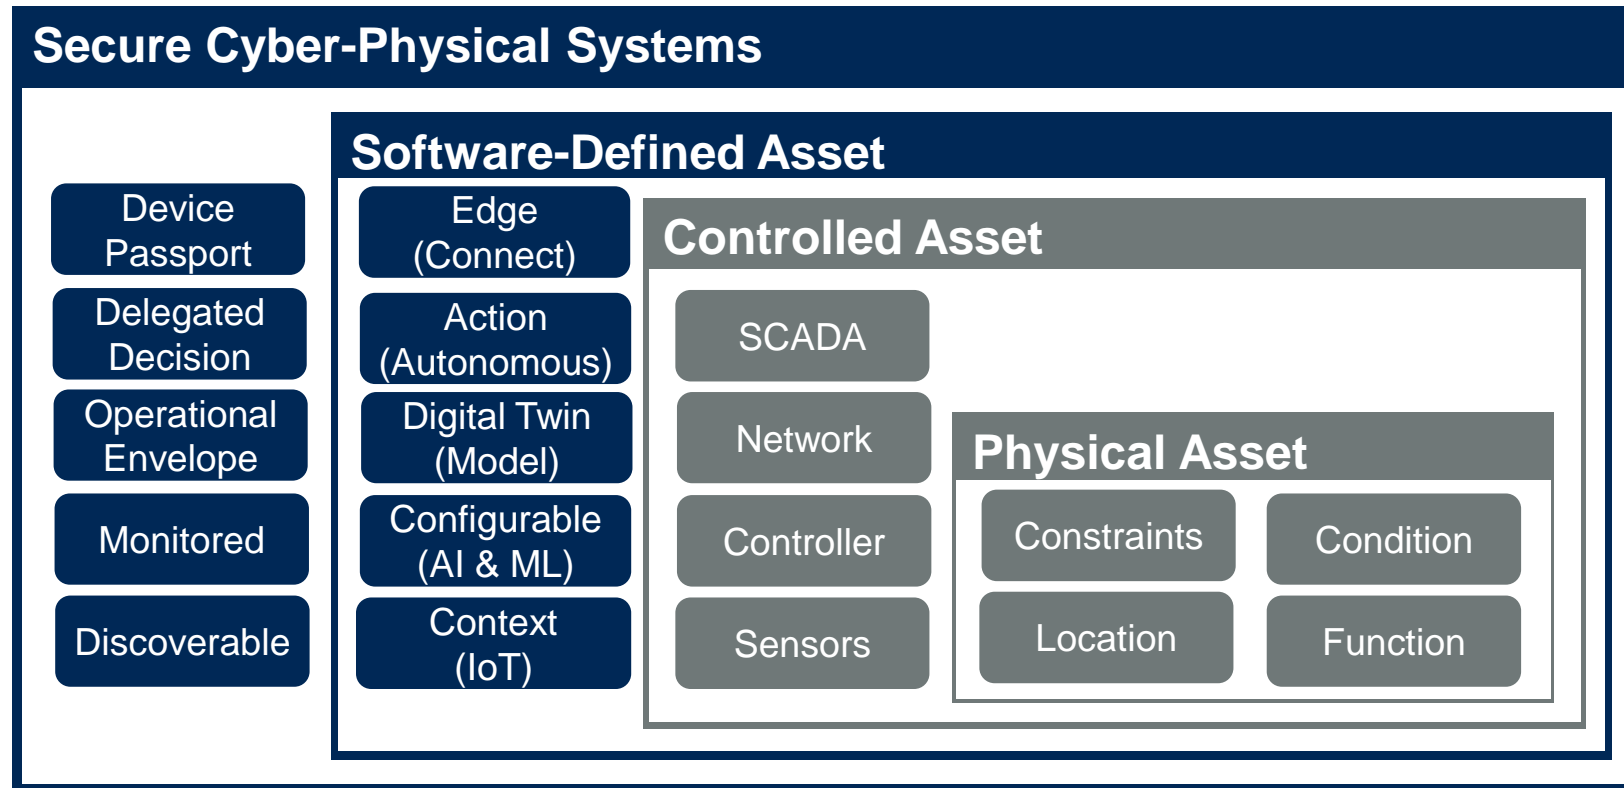 Secure Cyber-Physical Systems
Software-Defined Asset
Device
Passport
Delegated
Decision
Operational
Envelope
Monitored
Discoverable
Edge
(Connect)
Action
(Autonomous)
Digital Twin
(Model)
Configurable
(AI & ML)
Context
(IoT)
Controlled Asset
SCADA
Network
Controller
Sensors
Physical Asset
Constraints
Condition
Location
Function